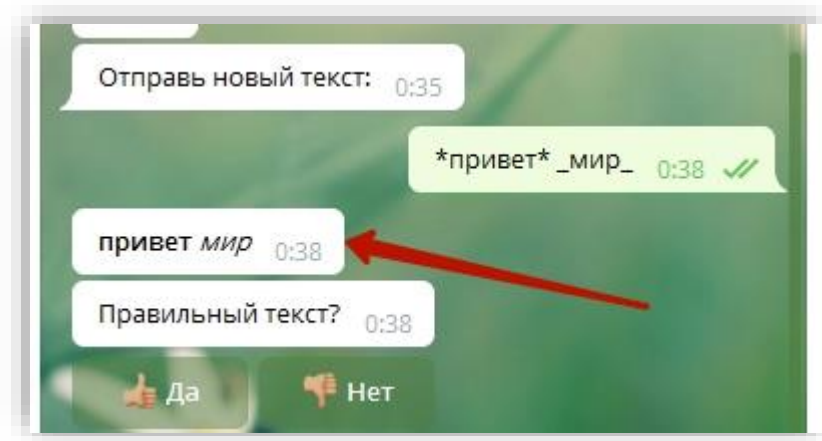 Отправь новый текст: 0:35
*привет* _мир_ 0:38
привет мир 0:38
Правильный текст? 0:38
👍 Да 👎 Нет